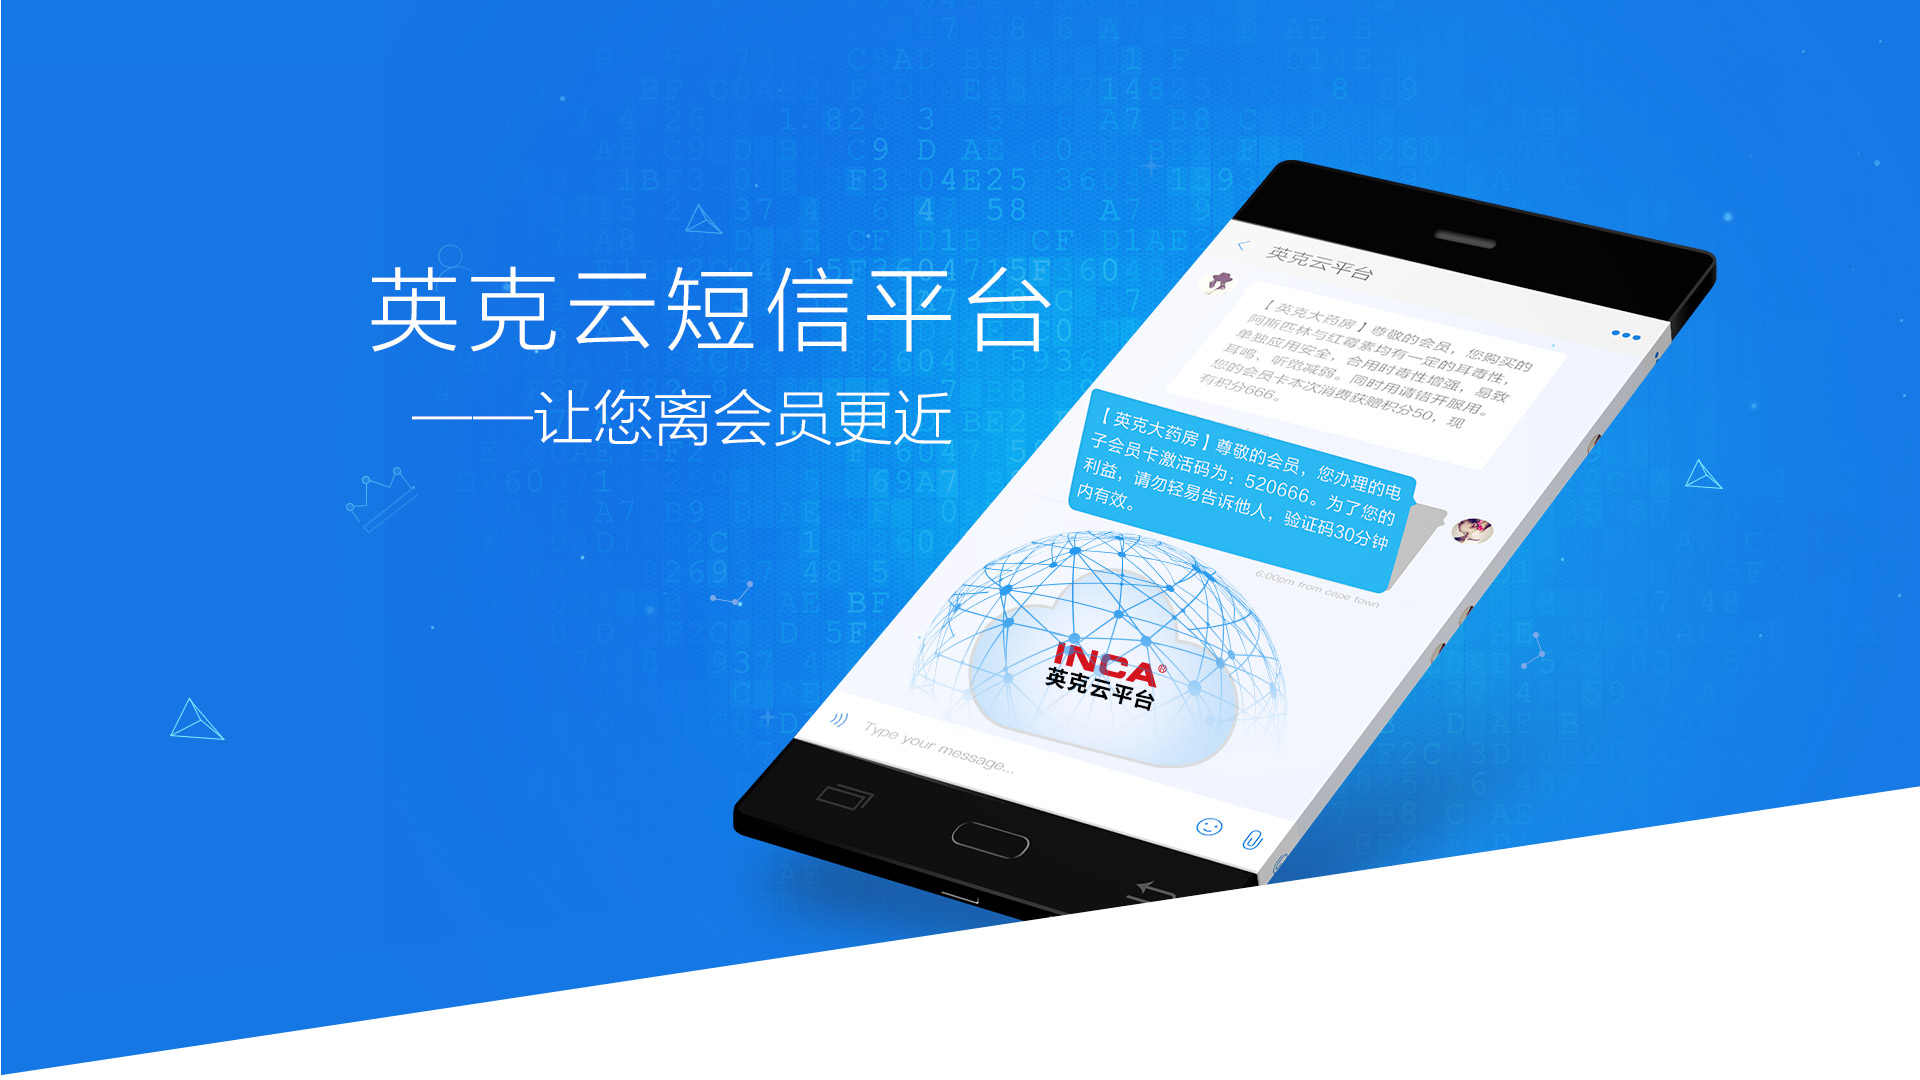 英克云短信平台
——让您离会员更近
英克云平台
【英克大药房】尊敬的会员，您购买的
阿斯匹林与红霉素均有一定的耳毒性，
单独应用安全，合用时毒性增强，易致
耳鸣、听觉减弱。同时用请错开服用。
您的会员卡本次消费获赠积分50，现
有积分666。
【英克大药房】尊敬的会员，您办理的电
子会员卡激活码为：520666。为了您的
利益，请勿轻易告诉他人，验证码30分钟
内有效。
6:00pm from cape town
INCA®
英克云平台
Type your message...